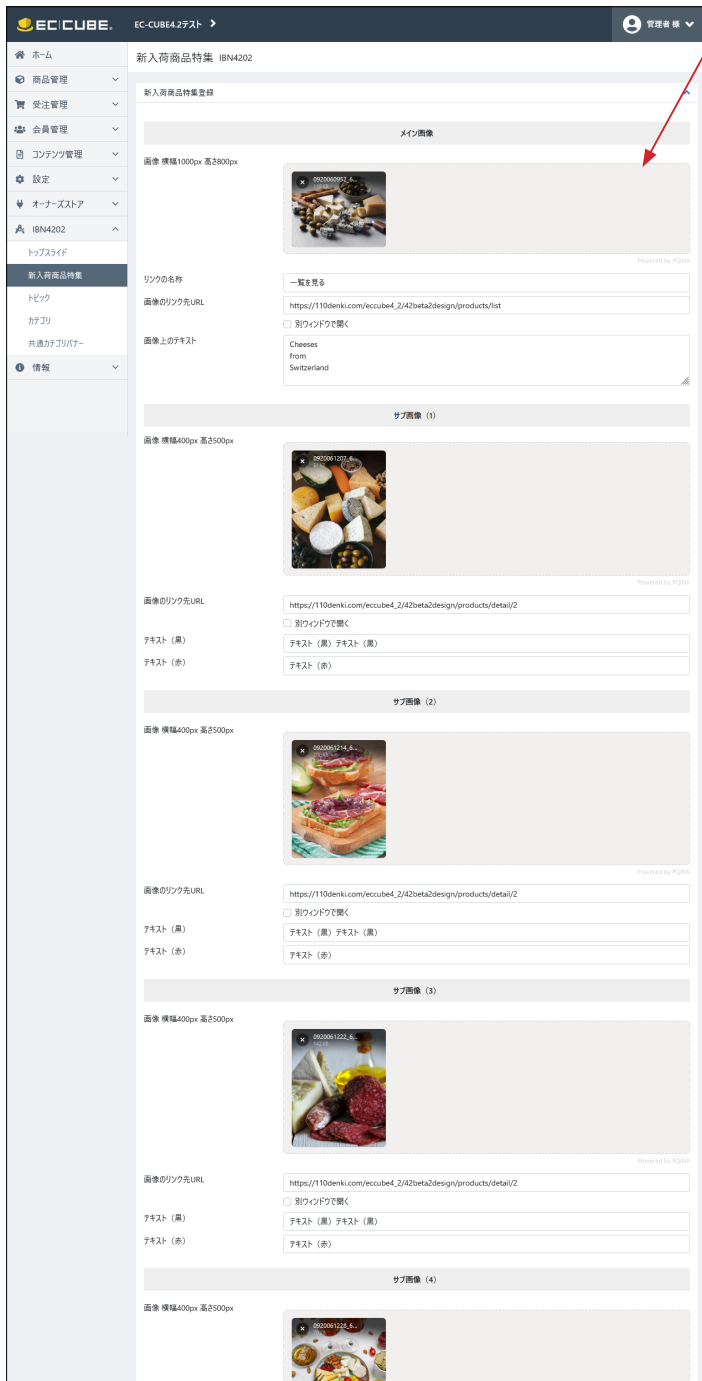 EC CUBE.
EC-CUBE4.2テスト
管理者 様
ホーム
商品管理
受注管理
会員管理
コンテンツ管理
設定
オーナーズストア
IBN4202
トップスライド
新入荷商品特集
トピック
カテゴリ
共通カテゴリバナー
情報
新入荷商品特集 IBN4202
新入荷商品特集登録
メイン画像
画像 横幅1000px 高さ800px
0920060952_6...
Powered by PQINA
リンクの名称
一覧を見る
画像のリンク先URL
https://110denki.com/eccube4_2/42beta2design/products/list
別ウィンドウで開く
画像上のテキスト
Cheeses
from
Switzerland
サブ画像（1）
画像 横幅400px 高さ500px
0920061207_6...
Powered by PQINA
画像のリンク先URL
https://110denki.com/eccube4_2/42beta2design/products/detail/2
別ウィンドウで開く
テキスト（黒）
テキスト（黒）テキスト（黒）
テキスト（赤）
テキスト（赤）
サブ画像（2）
画像 横幅400px 高さ500px
0920061214_6...
Powered by PQINA
画像のリンク先URL
https://110denki.com/eccube4_2/42beta2design/products/detail/2
別ウィンドウで開く
テキスト（黒）
テキスト（黒）テキスト（黒）
テキスト（赤）
テキスト（赤）
サブ画像（3）
画像 横幅400px 高さ500px
0920061222_6...
Powered by PQINA
画像のリンク先URL
https://110denki.com/eccube4_2/42beta2design/products/detail/2
別ウィンドウで開く
テキスト（黒）
テキスト（黒）テキスト（黒）
テキスト（赤）
テキスト（赤）
サブ画像（4）
画像 横幅400px 高さ500px
0920061228_6...